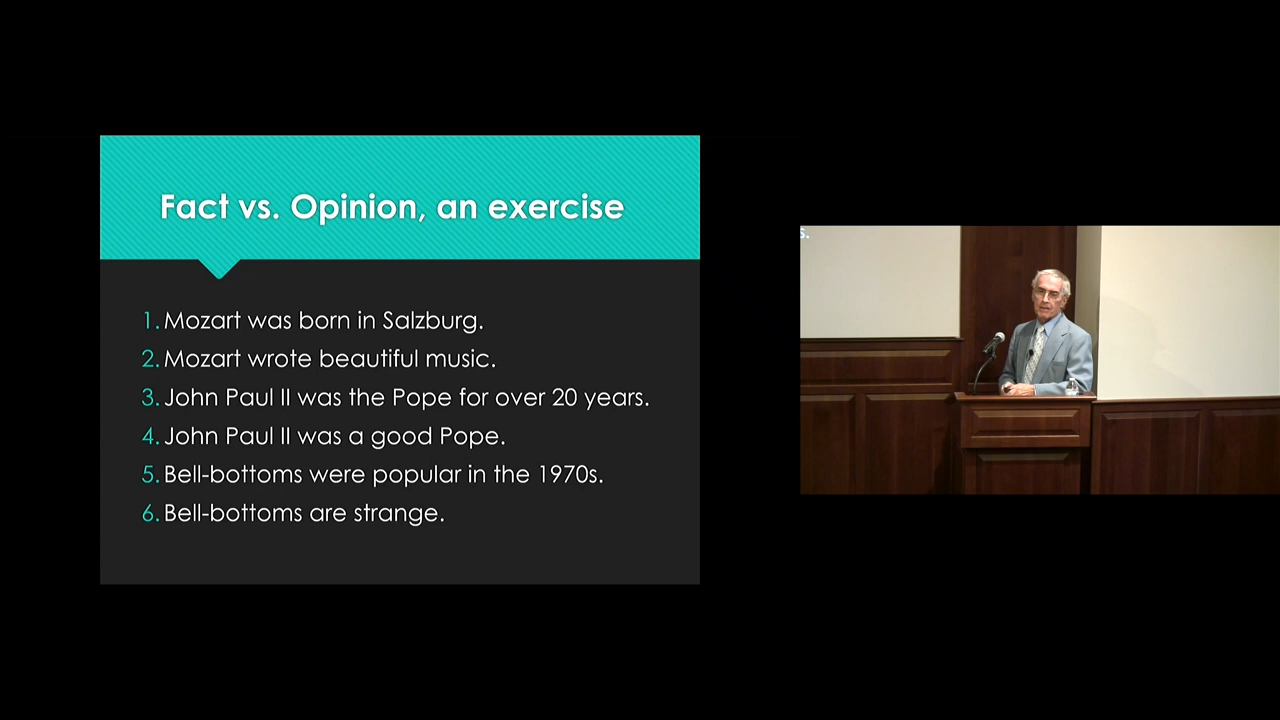 Fact vs. Opinion, an exercise
1. Mozart was born in Salzburg.
2. Mozart wrote beautiful music.
3. John Paul II was the Pope for over 20 years.
4. John Paul II was a good Pope.
5. Bell-bottoms were popular in the 1970s.
6. Bell-bottoms are strange.
s.